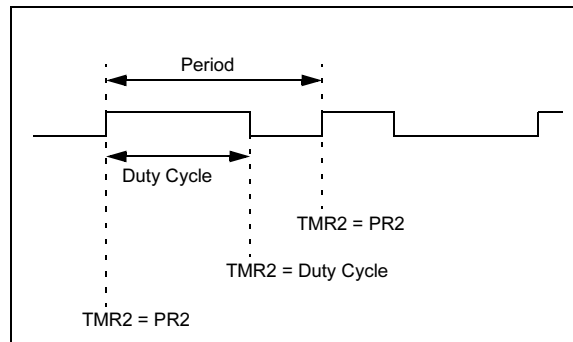 Period
Duty Cycle
TMR2 = PR2
TMR2 = Duty Cycle
TMR2 = PR2